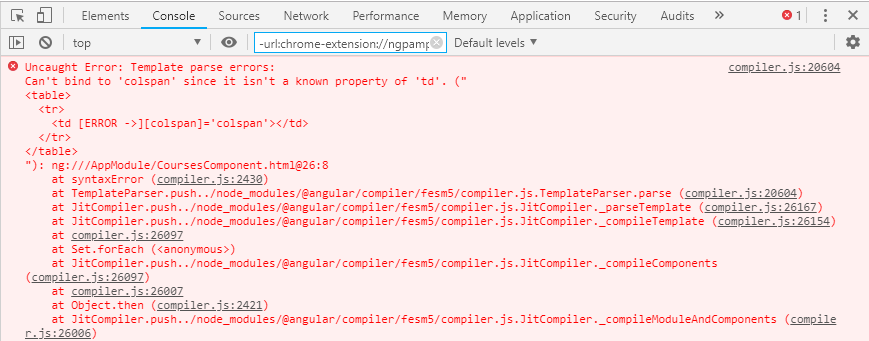 Elements Console Sources Network Performance Memory Application Security Audits 1
top -url:chrome-extension://ngpamp Default levels
Uncaught Error: Template parse errors: compiler.js:20604
Can't bind to 'colspan' since it isn't a known property of 'td'. ("
<table>
<tr>
<td [ERROR ->][colspan]='colspan'></td>
</tr>
</table>
"): ng:///AppModule/CoursesComponent.html@26:8
at syntaxError (compiler.js:2430)
at TemplateParser.push../node_modules/@angular/compiler/fesm5/compiler.js.TemplateParser.parse (compiler.js:20604)
at JitCompiler.push../node_modules/@angular/compiler/fesm5/compiler.js.JitCompiler._parseTemplate (compiler.js:26167)
at JitCompiler.push../node_modules/@angular/compiler/fesm5/compiler.js.JitCompiler._compileTemplate (compiler.js:26154)
at compiler.js:26097
at Set.forEach (<anonymous>)
at JitCompiler.push../node_modules/@angular/compiler/fesm5/compiler.js.JitCompiler._compileComponents
(compiler.js:26097)
at compiler.js:26007
at Object.then (compiler.js:2421)
at JitCompiler.push../node_modules/@angular/compiler/fesm5/compiler.js.JitCompiler._compileModuleAndComponents (compile
r.js:26006)